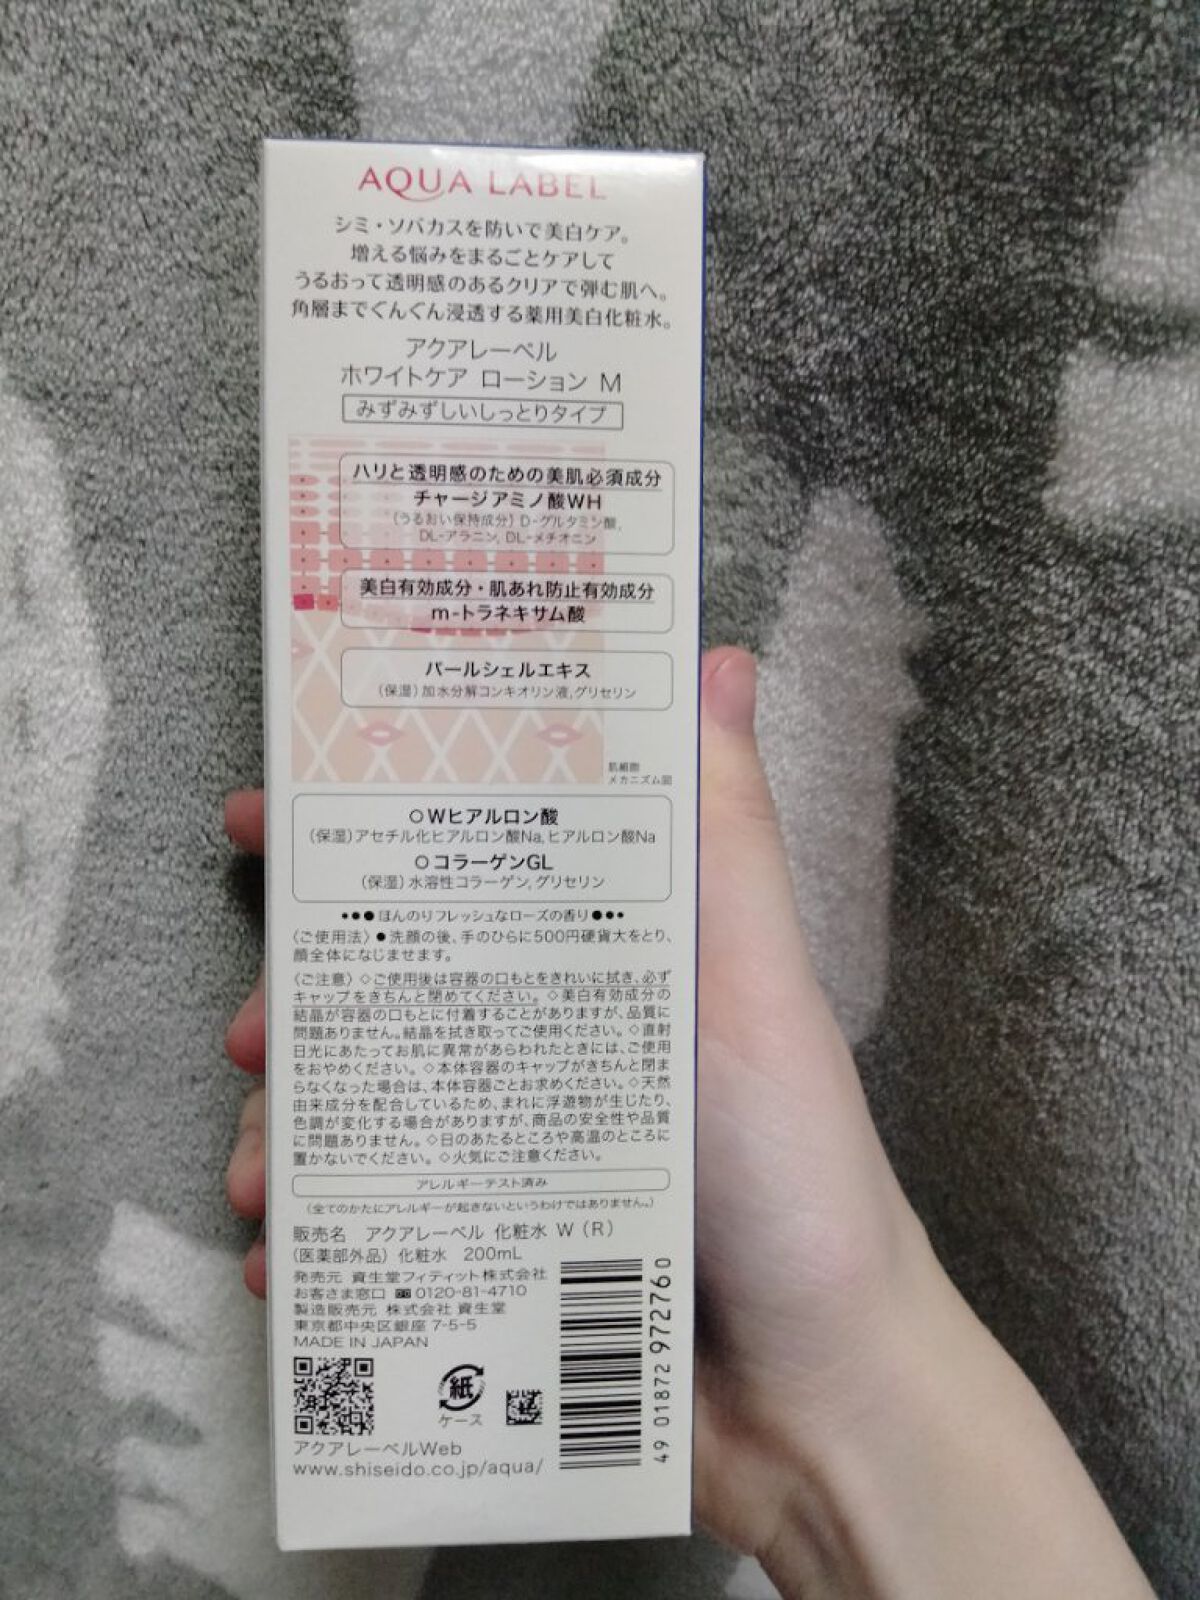 AQUA LABEL
シミ・ソバカスを防いで美白ケア。
増える悩みをまるごとケアして
うるおって透明感のあるクリアで弾む肌へ。
角層までぐんぐん浸透する薬用美白化粧水。
アクアレーベル
ホワイトケア ローション M
みずみずしいしっとりタイプ
ハリと透明感のための美肌必須成分
チャージアミノ酸WH
(うるおい保持成分) D-グルタミン酸,
DL-アラニン, DL-メチオニン
美白有効成分・肌あれ防止有効成分
m-トラネキサム酸
パールシェルエキス
(保湿) 加水分解コンキオリン液, グリセリン
肌細胞
メカニズム図
○Wヒアルロン酸
(保湿) アセチル化ヒアルロン酸Na, ヒアルロン酸Na
○コラーゲンGL
(保湿) 水溶性コラーゲン, グリセリン
•●●ほんのりフレッシュなローズの香り●●•
〈ご使用法〉●洗顔の後、手のひらに500円硬貨大をとり、
顔全体になじませます。
〈ご注意〉◇ご使用後は容器の口もとをきれいに拭き、必ず
キャップをきちんと閉めてください。◇美白有効成分の
結晶が容器の口もとに付着することがありますが、品質に
問題ありません。結晶を拭き取ってご使用ください。◇直射
日光にあたってお肌に異常があらわれたときには、ご使用
をおやめください。◇本体容器のキャップがきちんと閉ま
らなくなった場合は、本体容器ごとお求めください。◇天然
由来成分を配合しているため、まれに浮遊物が生じたり、
色調が変化する場合がありますが、商品の安全性や品質
に問題ありません。◇日のあたるところや高温のところに
置かないでください。◇火気にご注意ください。
アレルギーテスト済み
(全てのかたにアレルギーが起きないというわけではありません。)
販売名 アクアレーベル 化粧水 W (R)
(医薬部外品) 化粧水 200mL
発売元 資生堂フィティット株式会社
お客さま窓口 0120-81-4710
製造販売元 株式会社 資生堂
東京都中央区銀座 7-5-5
MADE IN JAPAN
紙
ケース
アクアレーベルWeb
www.shiseido.co.jp/aqua/
49 01872 972760